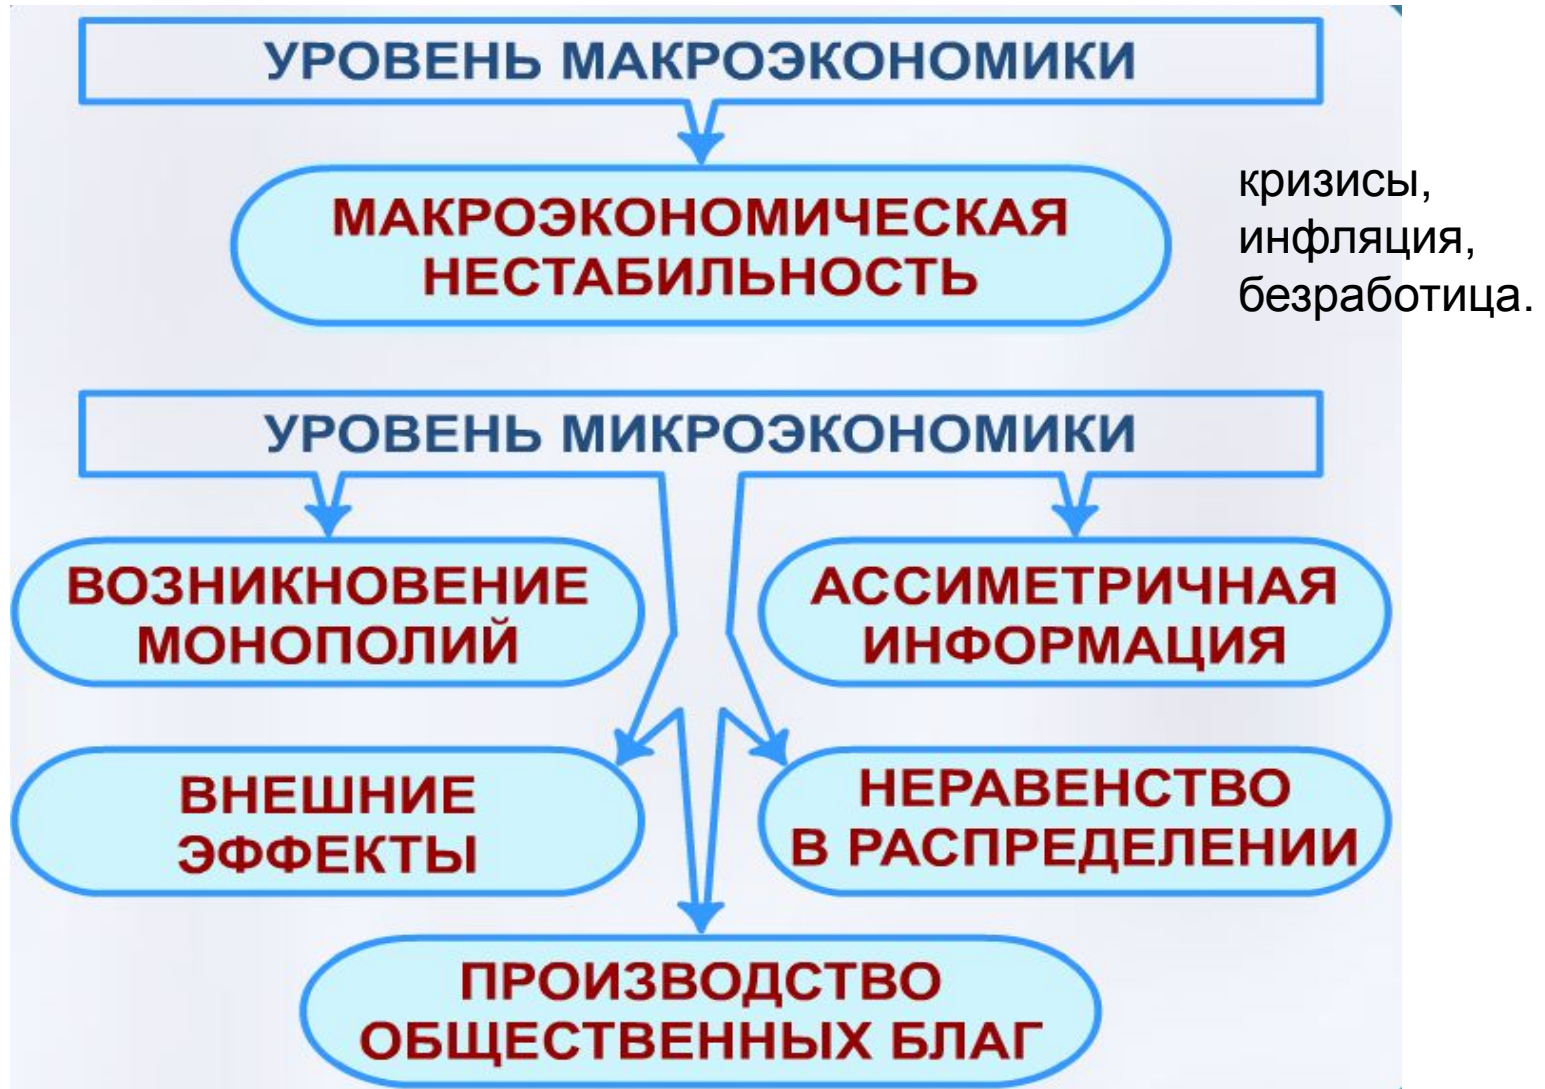 УРОВЕНЬ МАКРОЭКОНОМИКИ
МАКРОЭКОНОМИЧЕСКАЯ
НЕСТАБИЛЬНОСТЬ
кризисы,
инфляция,
безработица.
УРОВЕНЬ МИКРОЭКОНОМИКИ
ВОЗНИКНОВЕНИЕ
МОНОПОЛИЙ
АССИМЕТРИЧНАЯ
ИНФОРМАЦИЯ
ВНЕШНИЕ
ЭФФЕКТЫ
НЕРАВЕНСТВО
В РАСПРЕДЕЛЕНИИ
ПРОИЗВОДСТВО
ОБЩЕСТВЕННЫХ БЛАГ